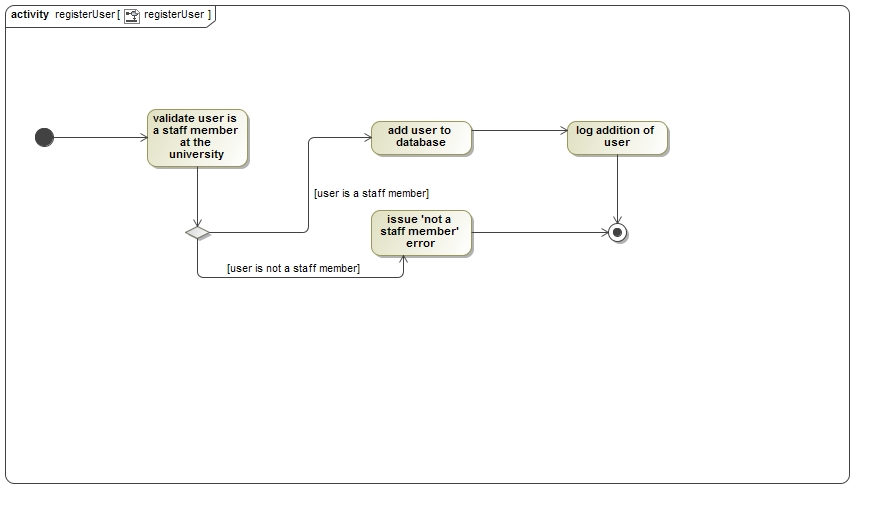 activity registerUser [ registerUser ]
validate user is
a staff member
at the
university
add user to
database
log addition of
user
[user is a staff member]
issue 'not a
staff member'
error
[user is not a staff member]